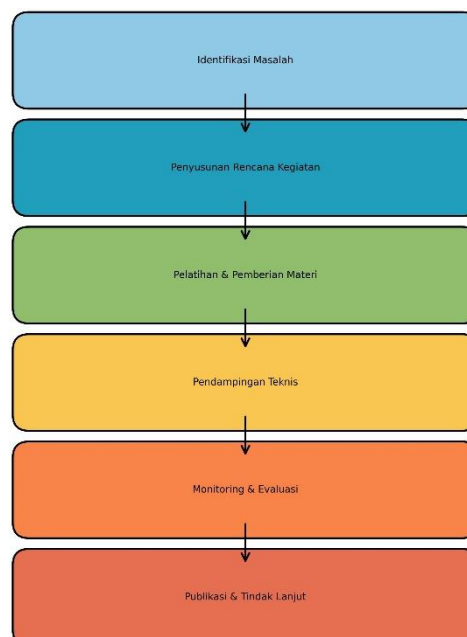 Identifikasi Masalah
Penyusunan Rencana Kegiatan
Pelatihan & Pemberian Materi
Pendampingan Teknis
Monitoring & Evaluasi
Publikasi & Tindak Lanjut